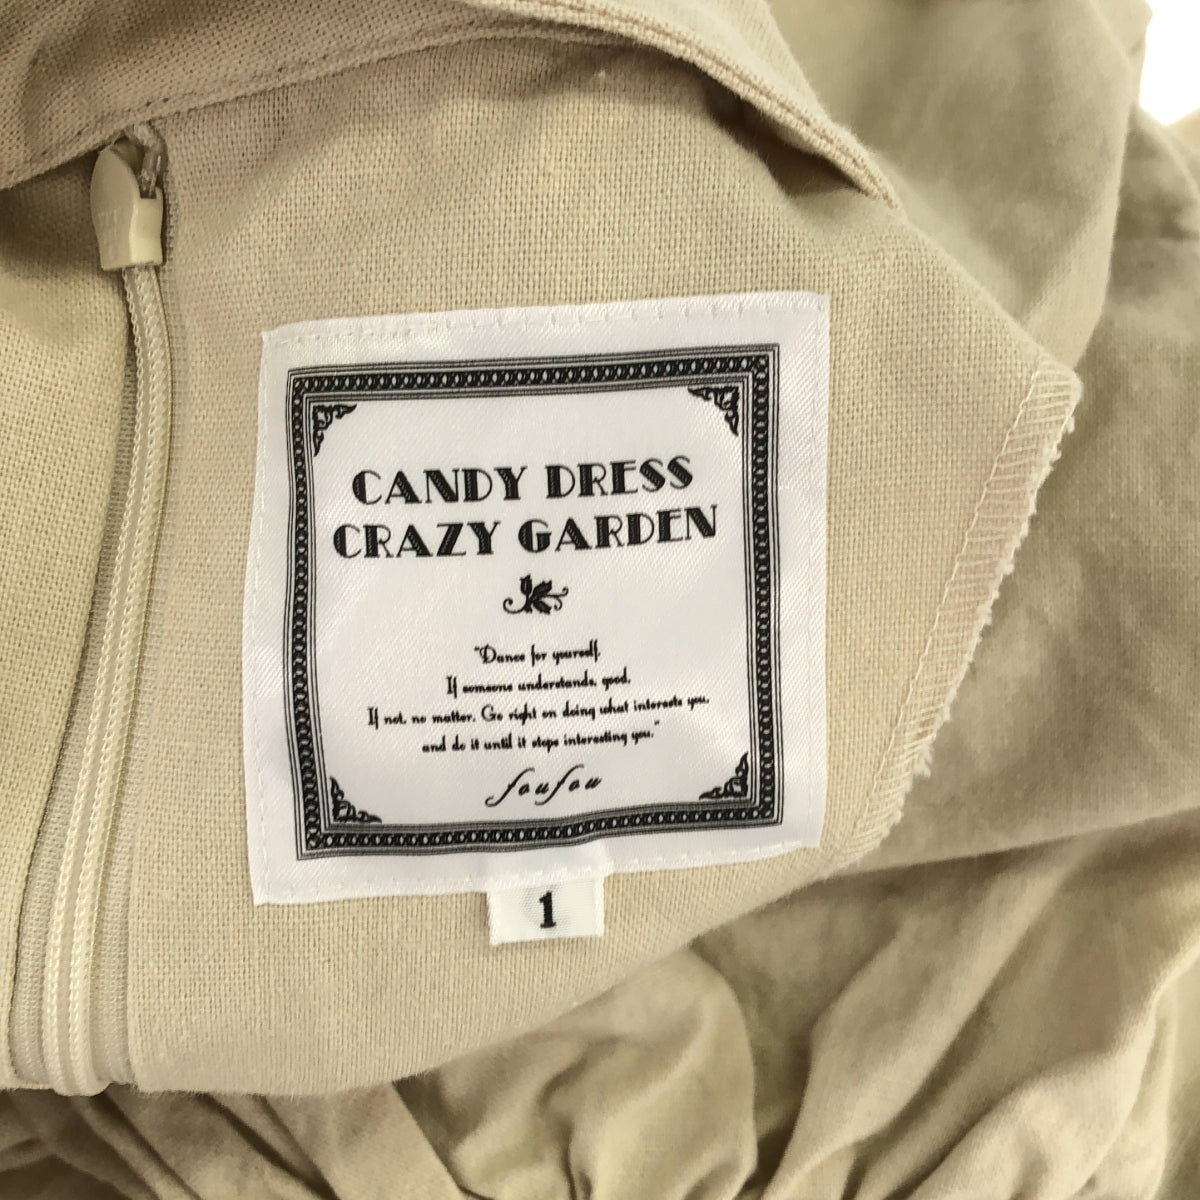 CANDY DRESS
CRAZY GARDEN
"Dance for yourself.
If someone understands, good.
If not, no matter. Go right on doing what interests you,
and do it until it stops interesting you."
foufou
1